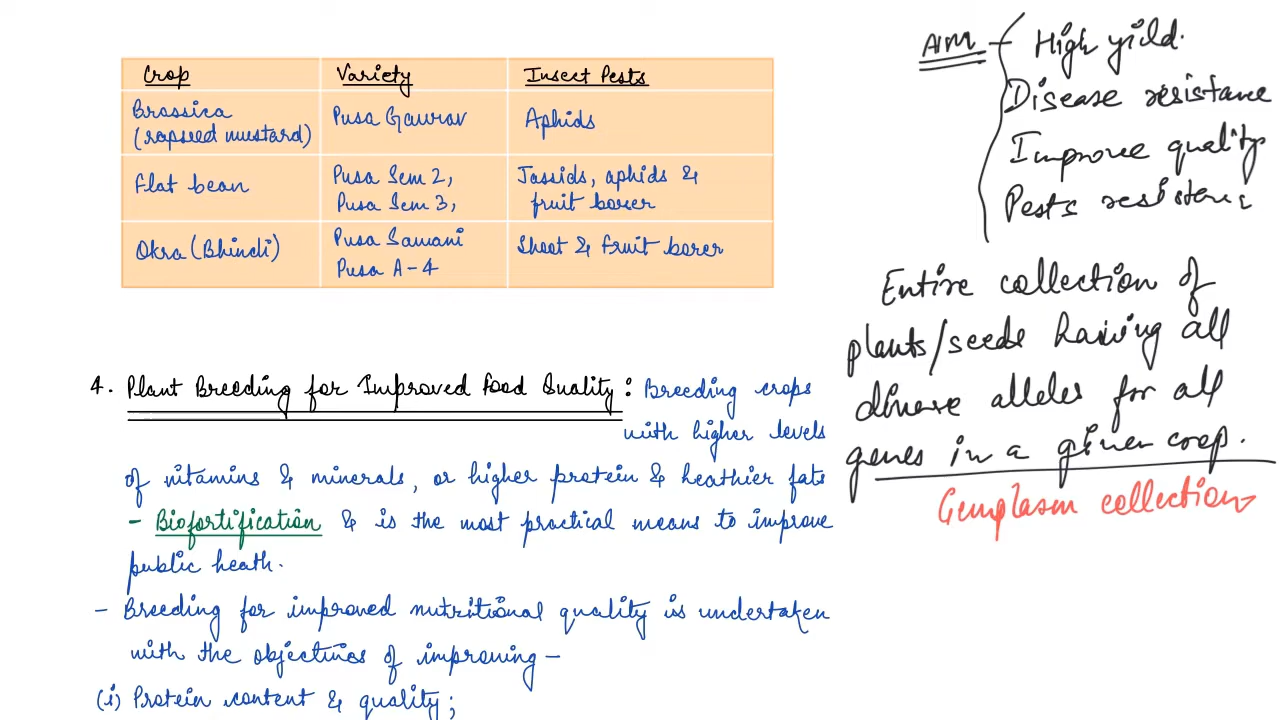 Crop Variety Insect Pests
Brassica
(rapseed mustard) Pusa Gaurav Aphids
Flat bean Pusa Sem 2,
Pusa Sem 3, Jassids, aphids &
fruit borer
Okra (Bhindi) Pusa Sawani
Pusa A-4 Shoot & fruit borer
4. Plant Breeding for Improved Food Quality : Breeding crops
with higher levels
of vitamins & minerals, or higher protein & heathier fats
- Biofortification & is the most practical means to improve
public heath.
- Breeding for improved nutritional quality is undertaken
with the objectives of improving -
(i) Protein content & quality;
AIM - High yield.
Disease resistance
Improve quality
Pests resistanc
Entire collection of
plants/seeds having all
diverse alleles for all
genes in a given crop.
Germplasm collection